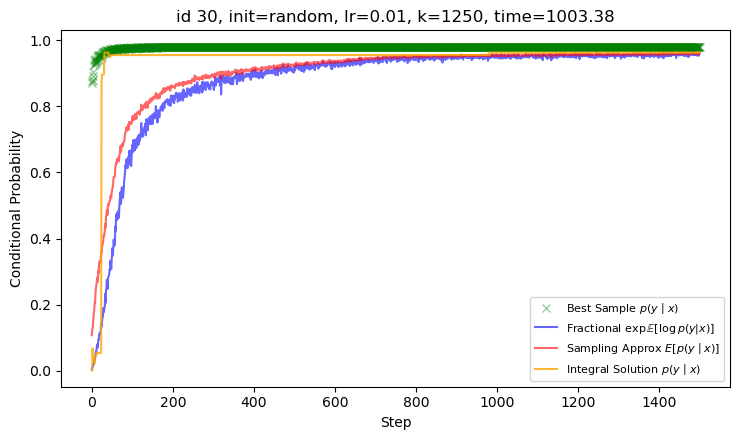 id 30, init=random, lr=0.01, k=1250, time=1003.38
Conditional Probability
1.0
0.8
0.6
0.4
0.2
0.0
0
200
400
600
800
1000
1200
1400
Step
Best Sample p(y | x)
Fractional exp𝔼[log p(y|x)]
Sampling Approx E[p(y | x)]
Integral Solution p(y | x)